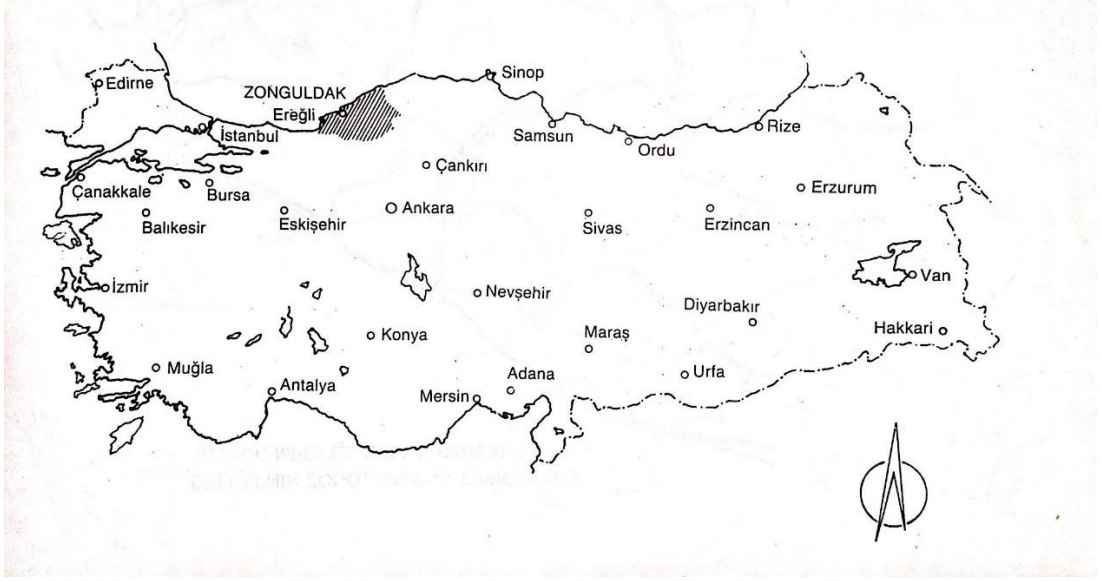 Sinop
Edirne
ZONGULDAK
Ereğli
İstanbul
Samsun
Rize
Ordu
Çankırı
Çanakkale
Bursa
Erzurum
Ankara
Balıkesir
Eskişehir
Sivas
Erzincan
Van
İzmir
Nevşehir
Diyarbakır
Konya
Maraş
Hakkari
Muğla
Adana
Urfa
Antalya
Mersin